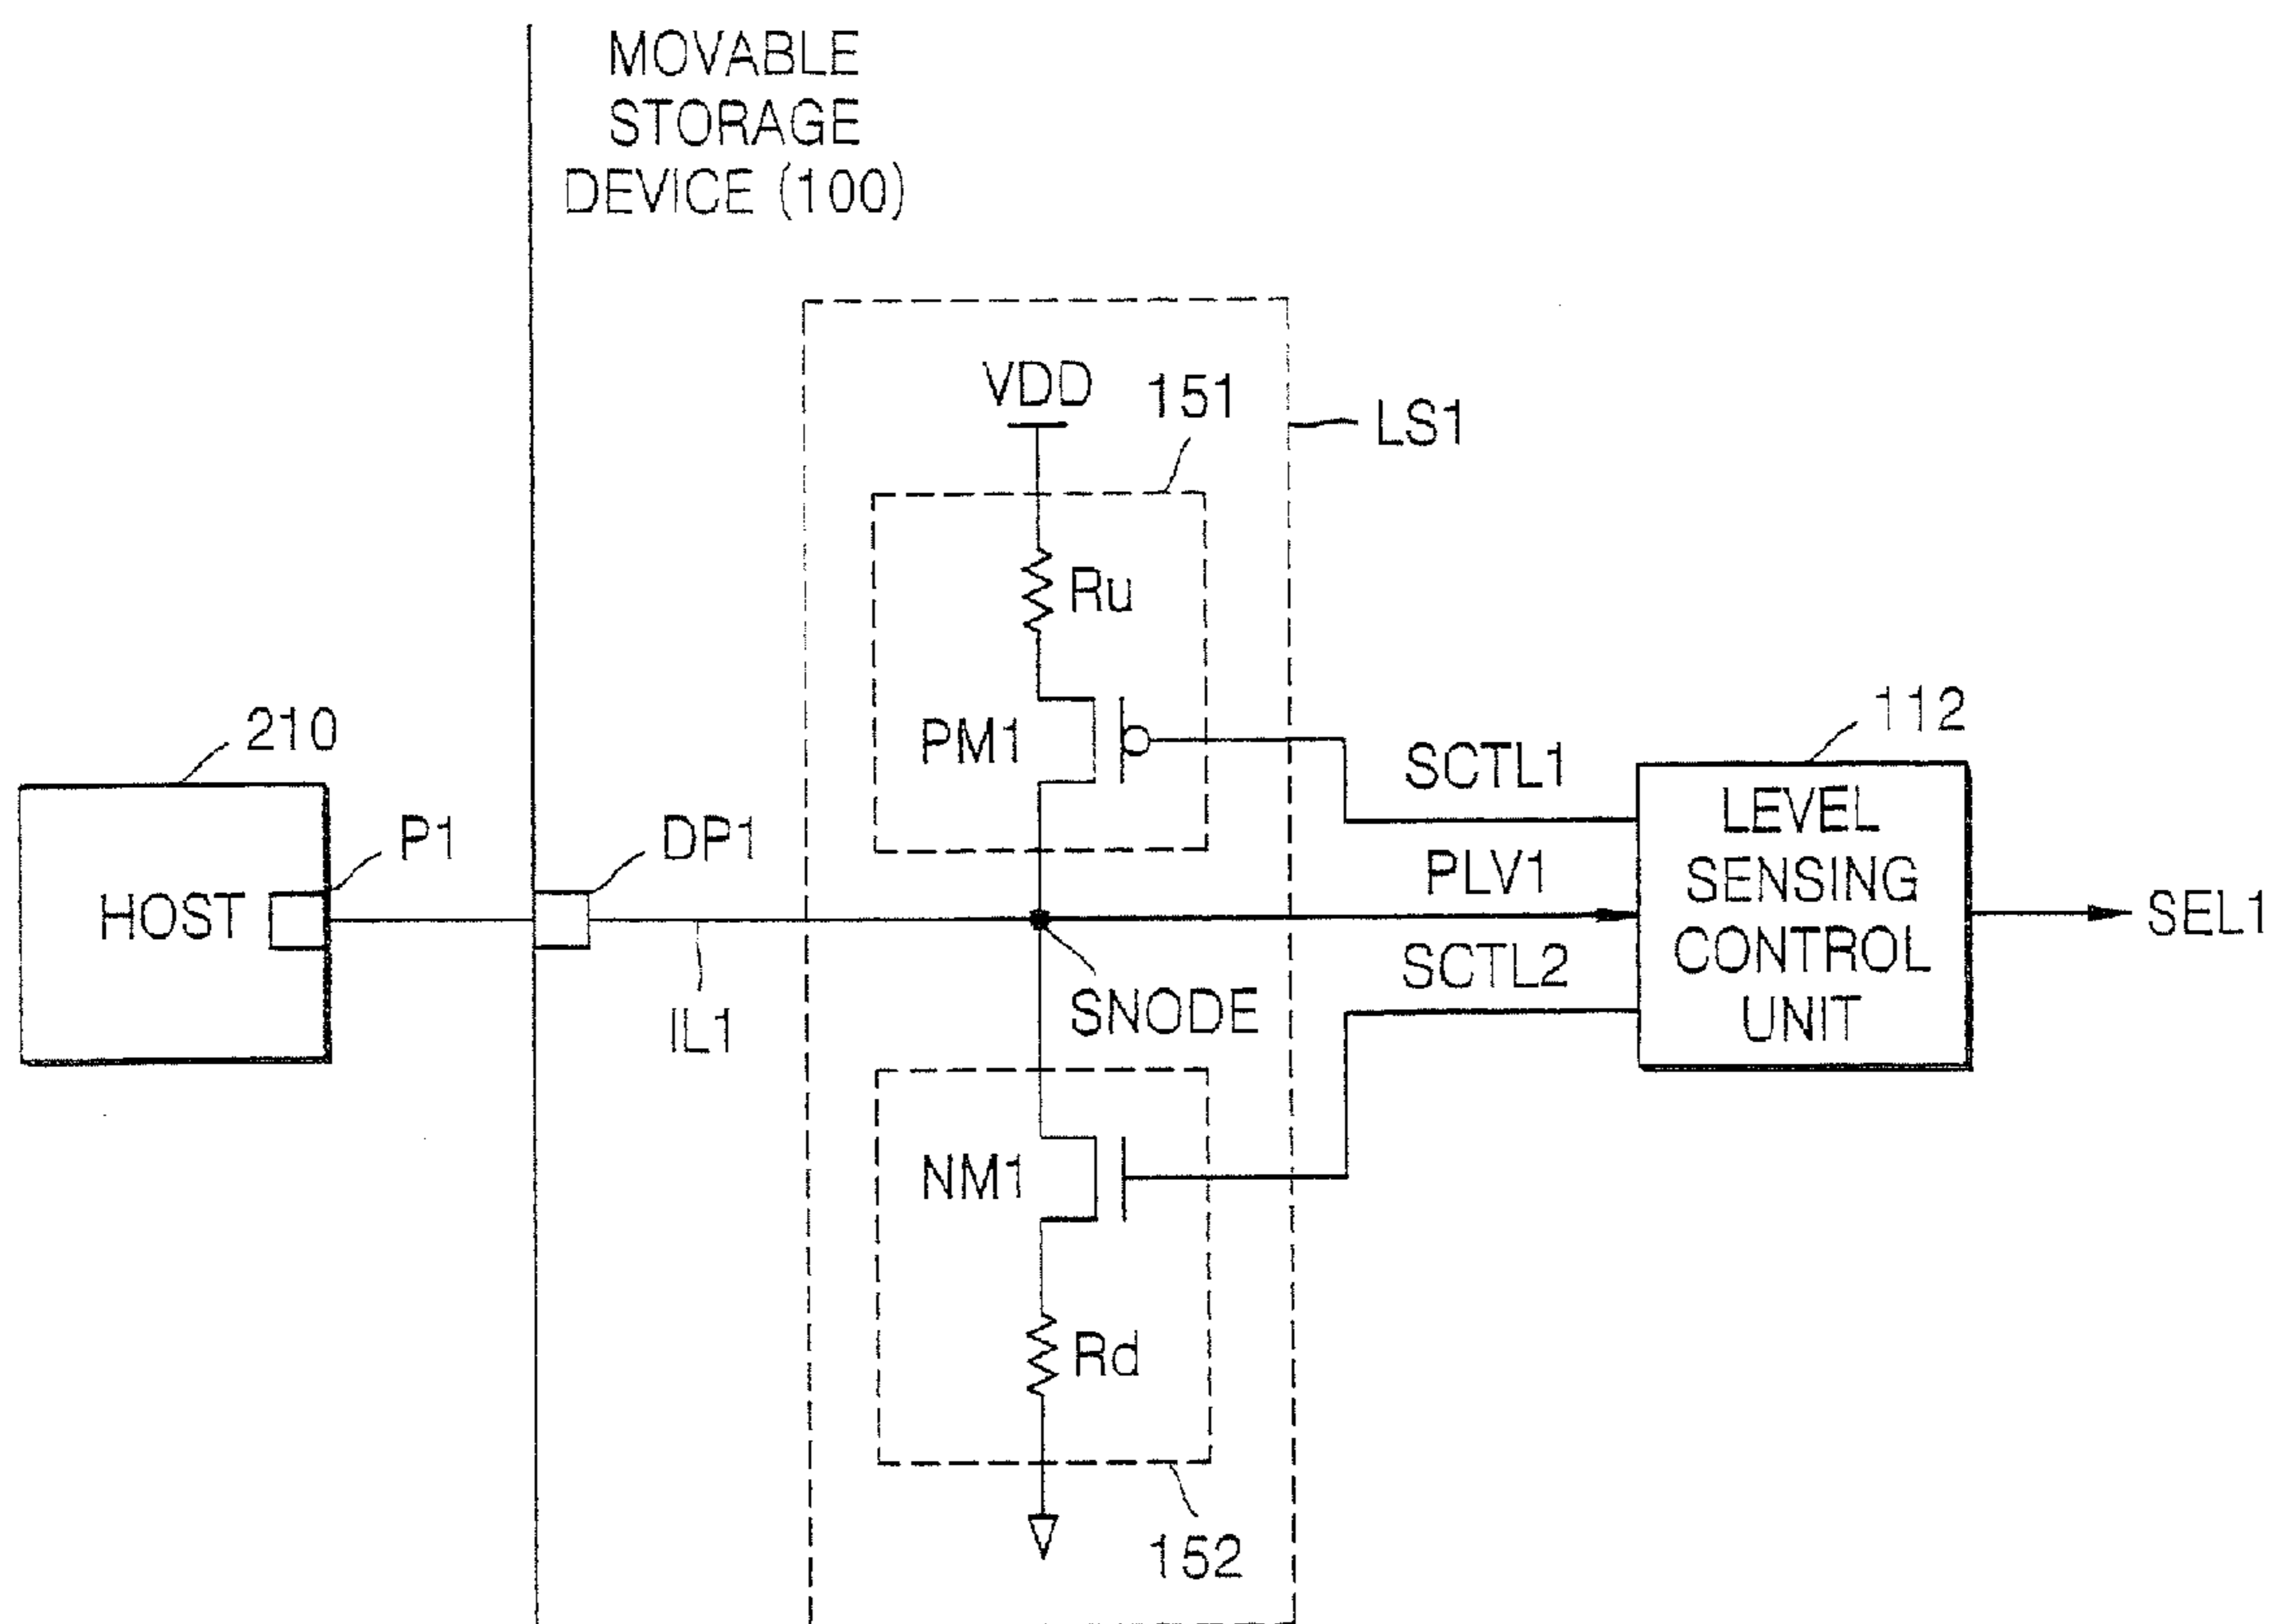 MOVABLE
STORAGE
DEVICE (100)
VDD
151
LS1
Ru
PM1
210
P1
HOST
DP1
IL1
SNODE
SCTL1
PLV1
SCTL2
112
LEVEL
SENSING
CONTROL
UNIT
SEL1
NM1
Rd
152